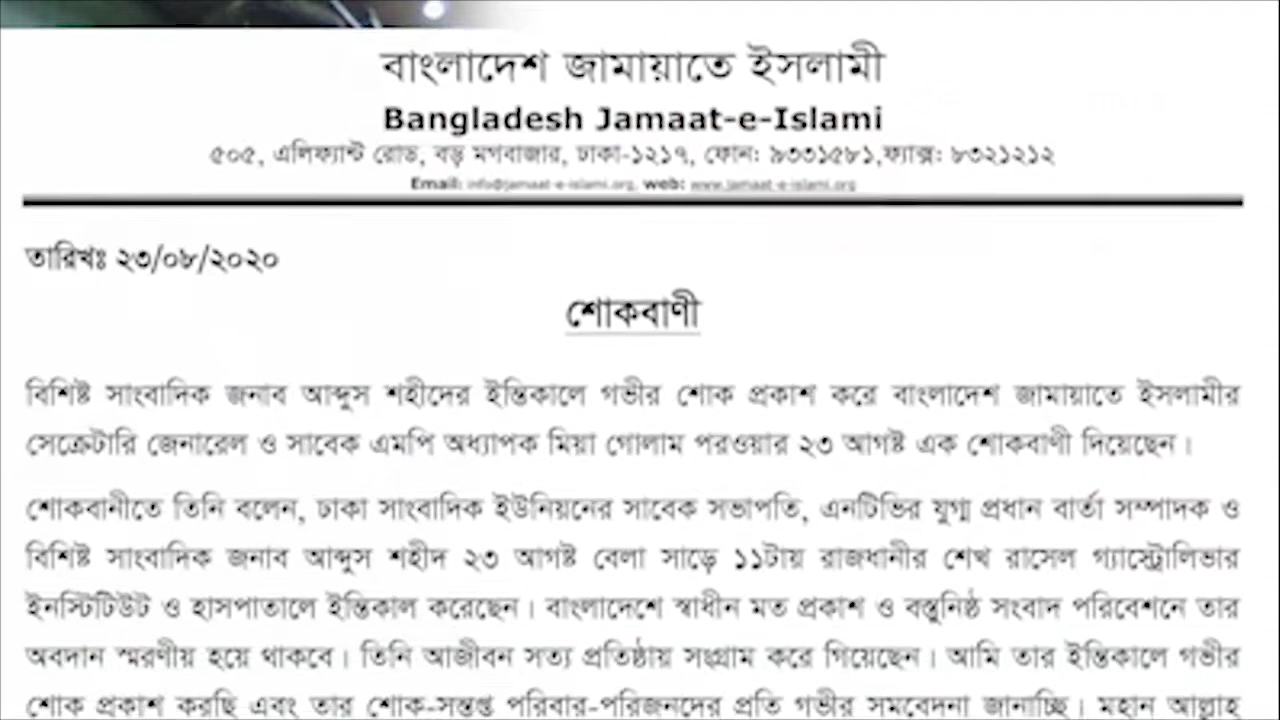 বাংলাদেশ জামায়াতে ইসলামী
Bangladesh Jamaat-e-Islami
৫০৫, এলিফ্যান্ট রোড, বড় মগবাজার, ঢাকা-১২১৭, ফোন: ৯৩৩১৫৮১,ফ্যাক্স: ৮৩২১২১২
Email: info@jamaat-e-islami.org, web: www.jamaat-e-islami.org
তারিখঃ ২৩/০৮/২০২০
শোকবাণী
বিশিষ্ট সাংবাদিক জনাব আব্দুস শহীদের ইন্তিকালে গভীর শোক প্রকাশ করে বাংলাদেশ জামায়াতে ইসলামীর
সেক্রেটারি জেনারেল ও সাবেক এমপি অধ্যাপক মিয়া গোলাম পরওয়ার ২৩ আগষ্ট এক শোকবাণী দিয়েছেন।
শোকবানীতে তিনি বলেন, ঢাকা সাংবাদিক ইউনিয়নের সাবেক সভাপতি, এনটিভির যুগ্ম প্রধান বার্তা সম্পাদক ও
বিশিষ্ট সাংবাদিক জনাব আব্দুস শহীদ ২৩ আগষ্ট বেলা সাড়ে ১১টায় রাজধানীর শেখ রাসেল গ্যাস্ট্রোলিভার
ইনস্টিটিউট ও হাসপাতালে ইন্তিকাল করেছেন। বাংলাদেশে স্বাধীন মত প্রকাশ ও বস্তুনিষ্ঠ সংবাদ পরিবেশনে তার
অবদান স্মরণীয় হয়ে থাকবে। তিনি আজীবন সত্য প্রতিষ্ঠায় সংগ্রাম করে গিয়েছেন। আমি তার ইন্তিকালে গভীর
শোক প্রকাশ করছি এবং তার শোক-সন্তপ্ত পরিবার-পরিজনদের প্রতি গভীর সমবেদনা জানাচ্ছি। মহান আল্লাহ